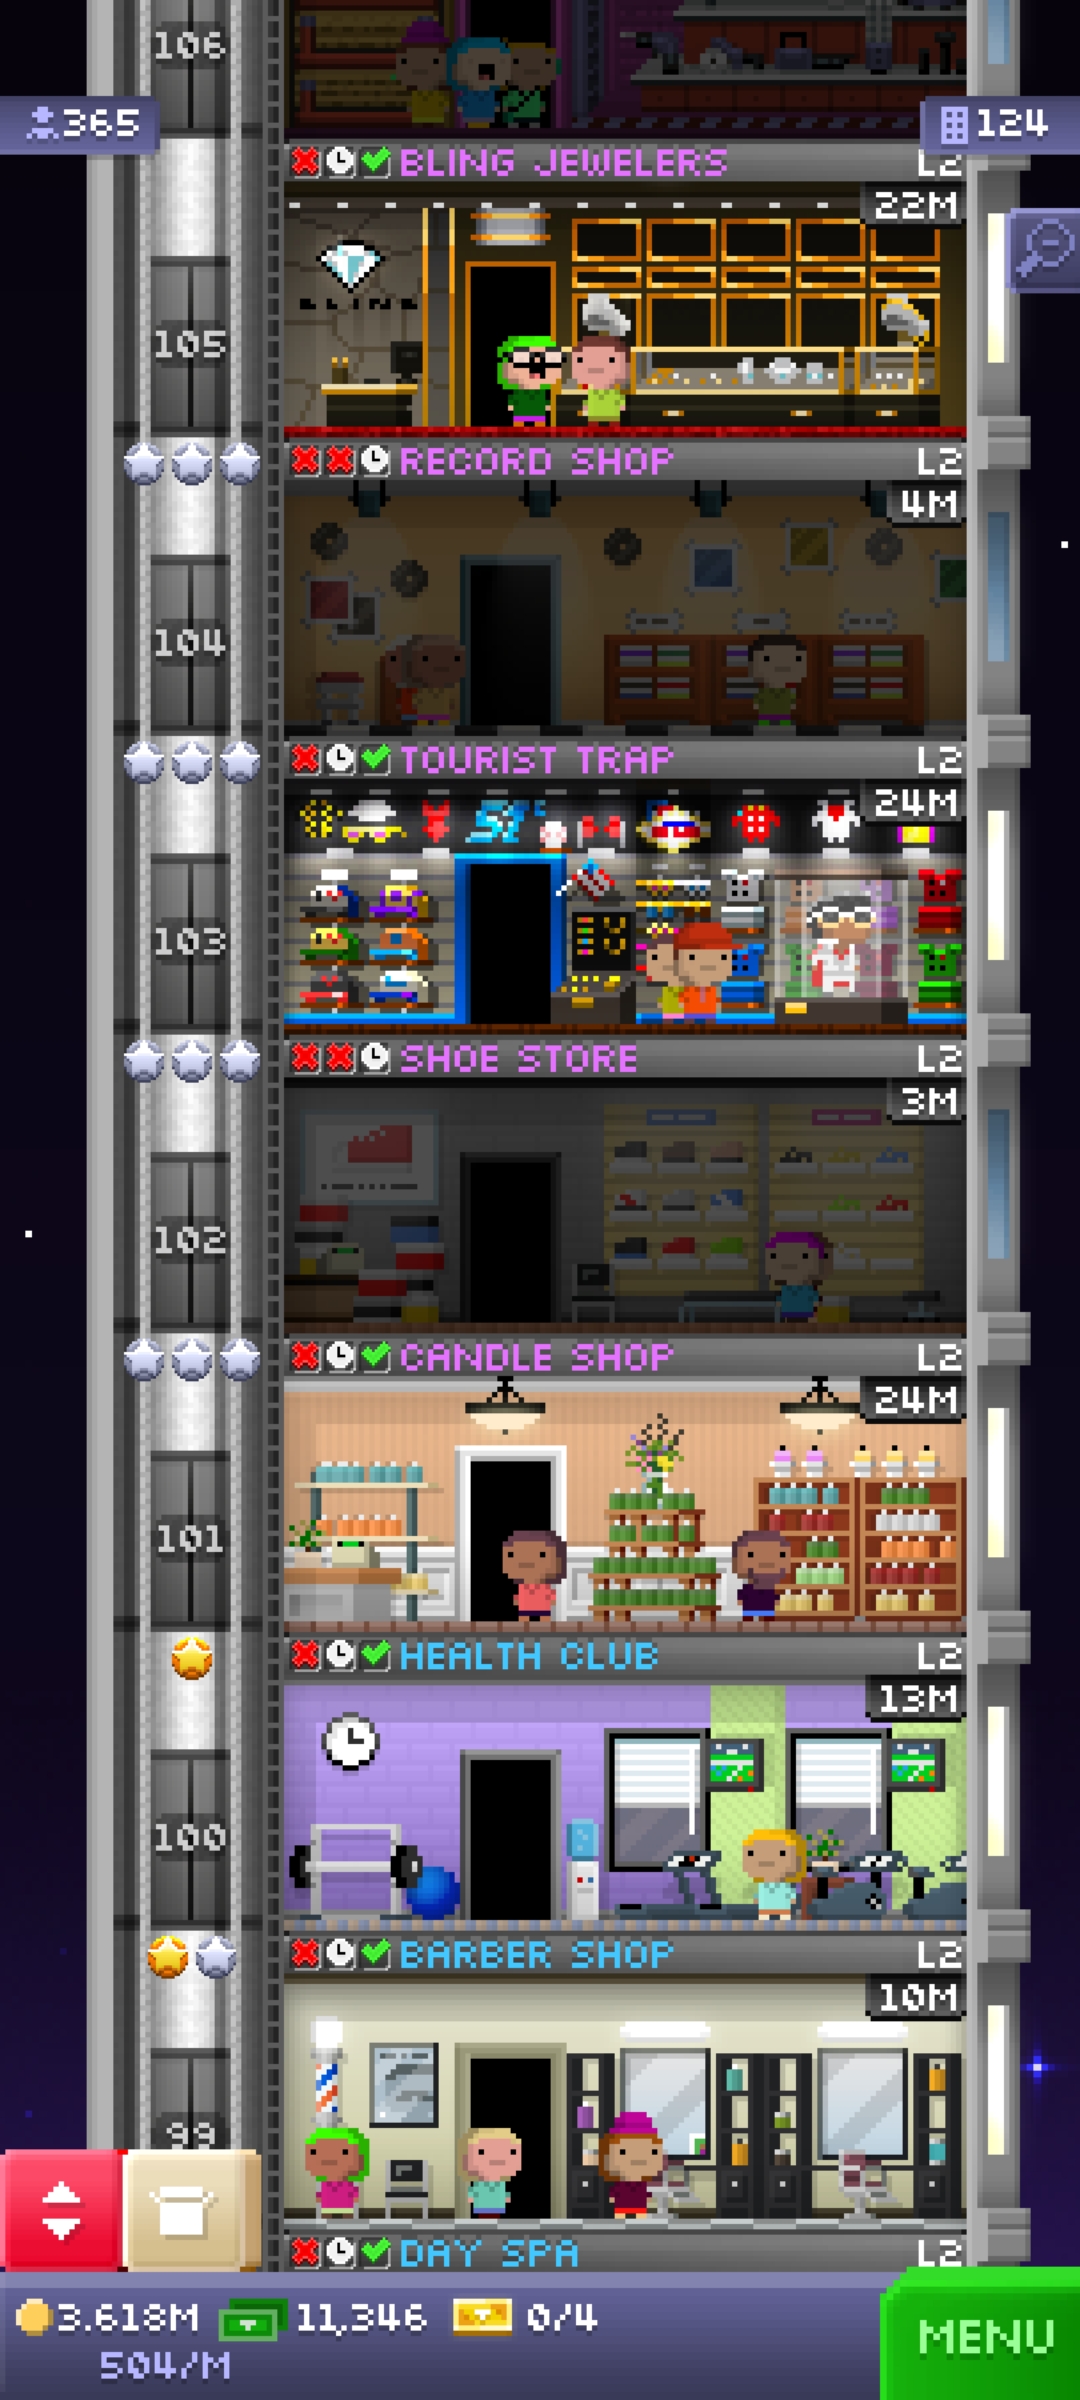 106
365
124
BLING JEWELERS L2
22M
BLING
105
RECORD SHOP L2
4M
104
TOURIST TRAP L2
24M
103
SHOE STORE L2
3M
102
CANDLE SHOP L2
24M
101
HEALTH CLUB L2
13M
100
BARBER SHOP L2
10M
99
DAY SPA L2
3.618M 11,346 0/4
504/M
MENU